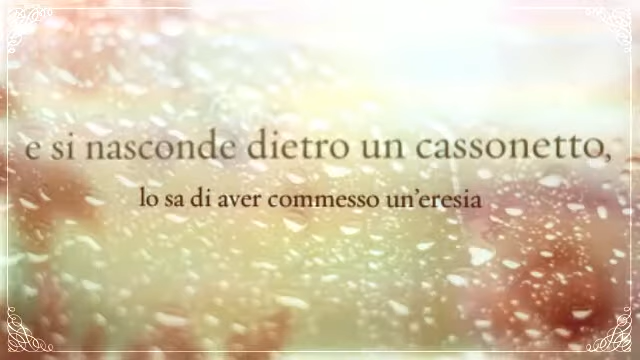 e si nasconde dietro un cassonetto,
lo sa di aver commesso un'eresia